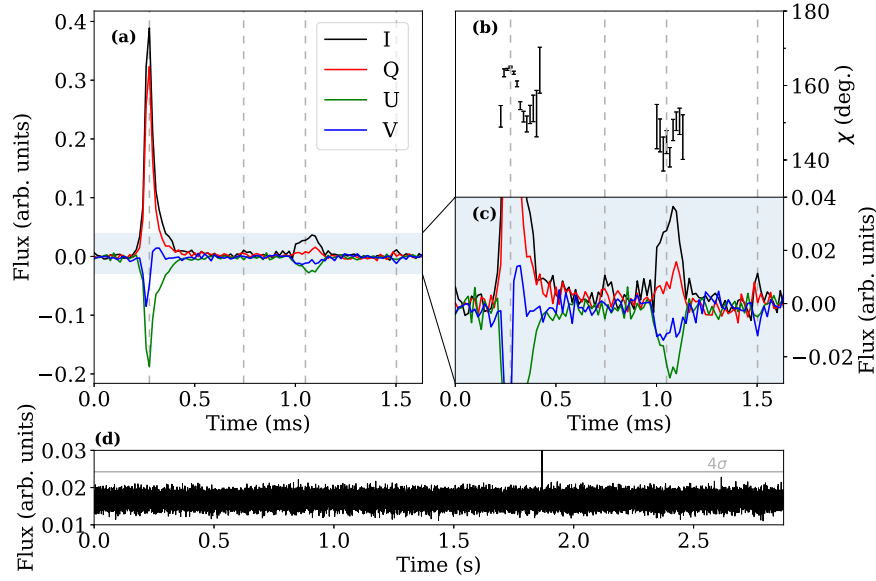 (a)
I
Q
U
V
0.4
0.3
0.2
0.1
0.0
−0.1
−0.2
Flux (arb. units)
0.0 0.5 1.0 1.5
Time (ms)
(b)
180
160
140
χ (deg.)
(c)
0.04
0.02
0.00
−0.02
Flux (arb. units)
0.0 0.5 1.0 1.5
Time (ms)
(d)
0.03
0.02
0.01
Flux (arb. units)
4σ
0.0 0.5 1.0 1.5 2.0 2.5
Time (s)